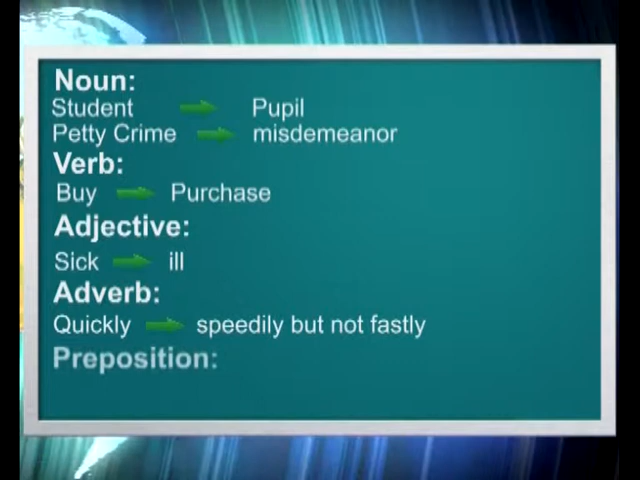 Noun:
Student Pupil
Petty Crime misdemeanor
Verb:
Buy Purchase
Adjective:
Sick ill
Adverb:
Quickly speedily but not fastly
Preposition: